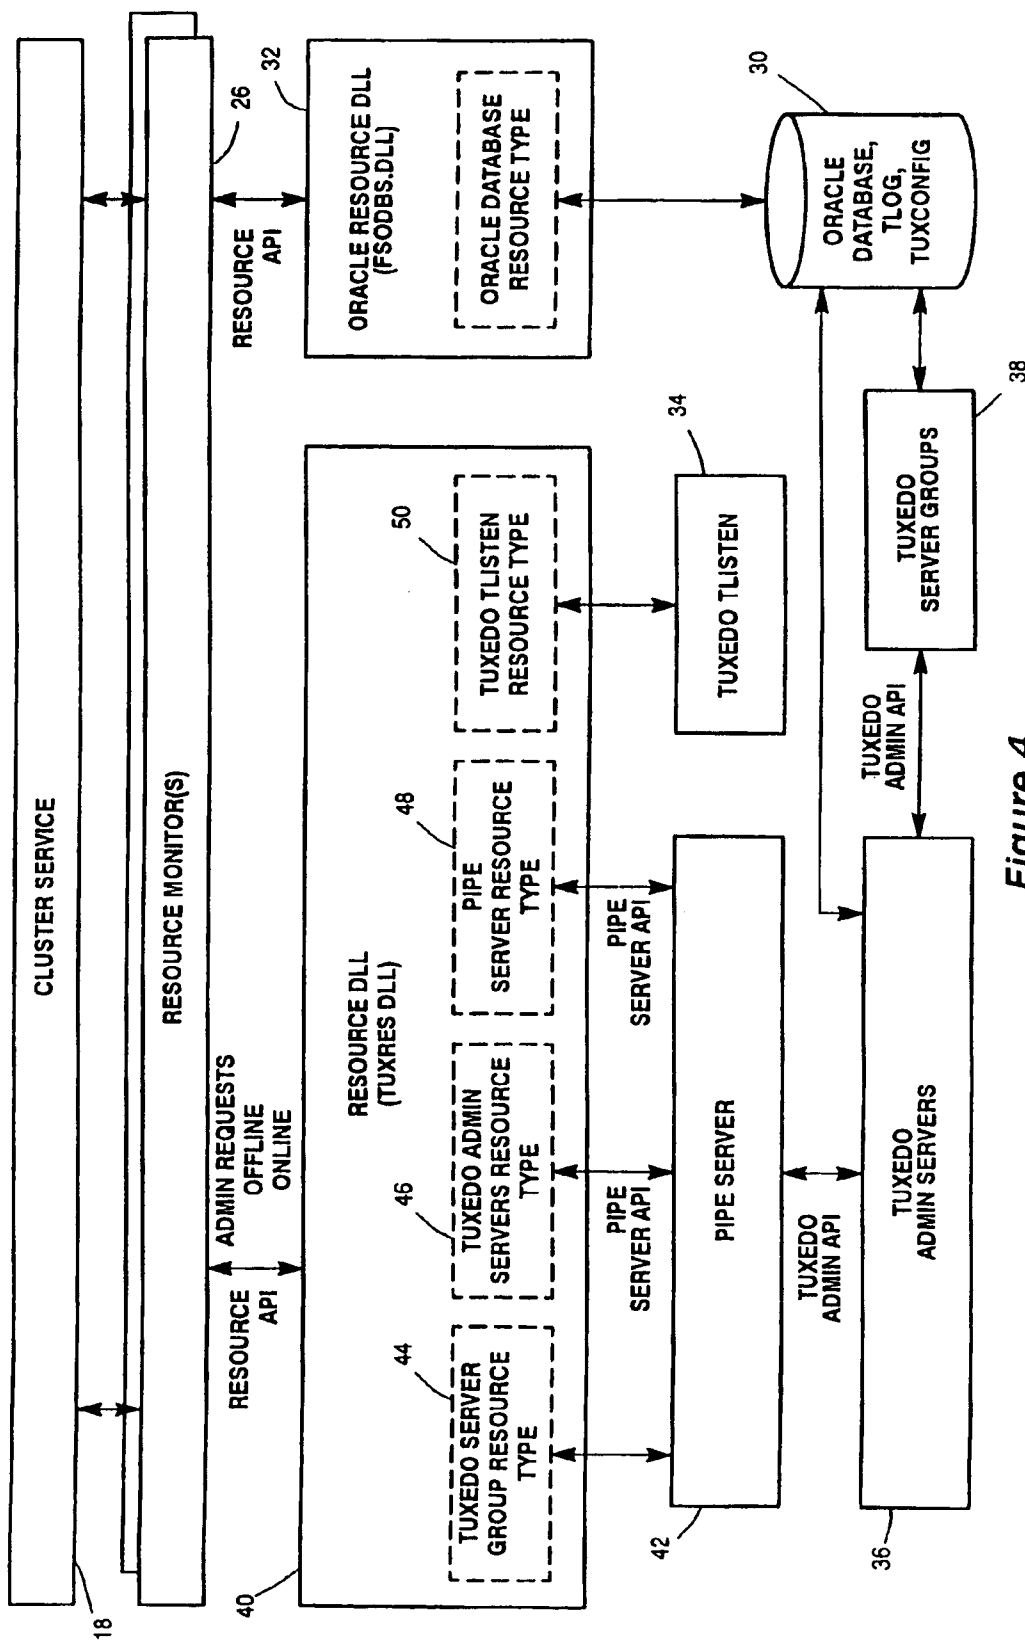 CLUSTER SERVICE
18
RESOURCE MONITOR(S)
26
RESOURCE
API
ADMIN REQUESTS
OFFLINE
ONLINE
RESOURCE
API
40
RESOURCE DLL
(TUXRES DLL)
ORACLE RESOURCE DLL
(FSODBS.DLL)
32
44
TUXEDO SERVER
GROUP RESOURCE
TYPE
46
TUXEDO ADMIN
SERVERS RESOURCE
TYPE
48
PIPE
SERVER RESOURCE
TYPE
50
TUXEDO TLISTEN
RESOURCE TYPE
ORACLE DATABASE
RESOURCE TYPE
PIPE
SERVER API
PIPE
SERVER API
42
PIPE SERVER
TUXEDO TLISTEN
34
30
ORACLE
DATABASE,
TLOG,
TUXCONFIG
TUXEDO
ADMIN API
36
TUXEDO
ADMIN SERVERS
TUXEDO
ADMIN API
TUXEDO
SERVER GROUPS
38
Figure 4